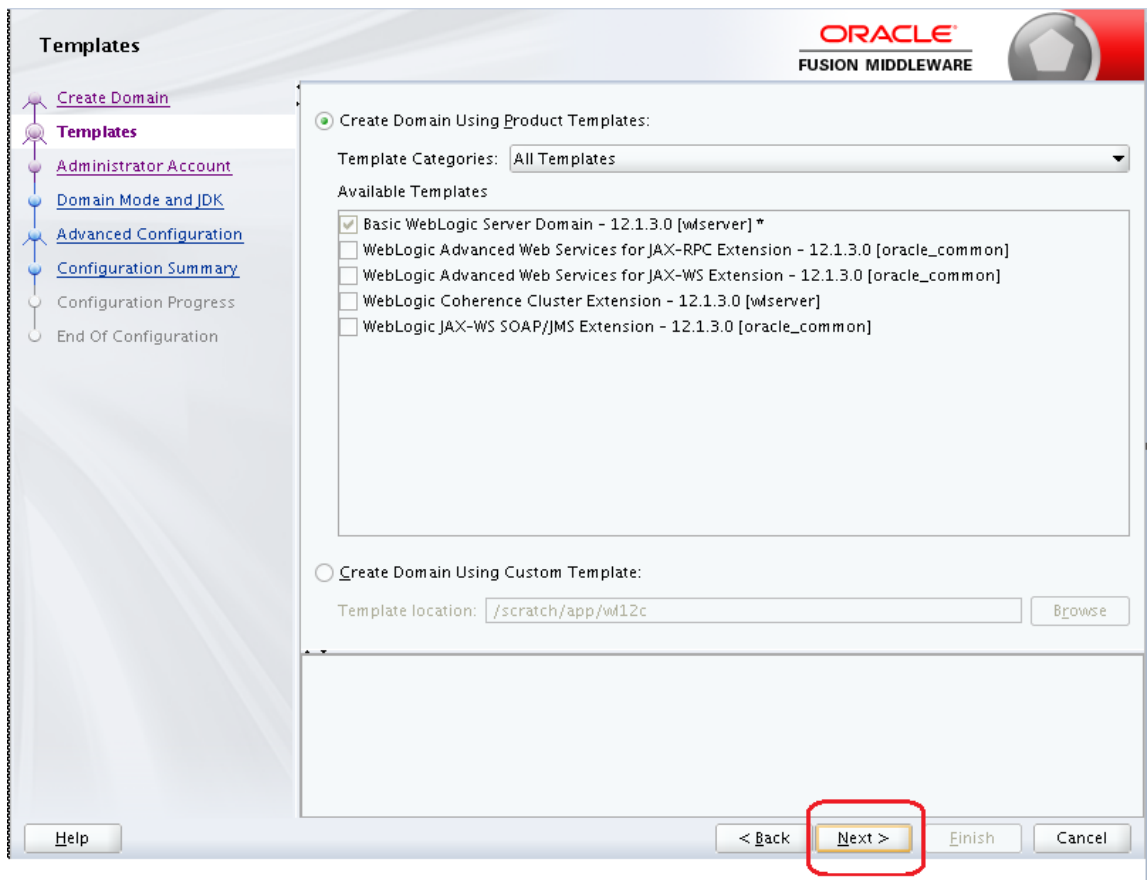 Templates
ORACLE
FUSION MIDDLEWARE
Create Domain
Templates
Administrator Account
Domain Mode and JDK
Advanced Configuration
Configuration Summary
Configuration Progress
End Of Configuration
Create Domain Using Product Templates:
Template Categories: All Templates
Available Templates
Basic WebLogic Server Domain - 12.1.3.0 [wlserver] *
WebLogic Advanced Web Services for JAX-RPC Extension - 12.1.3.0 [oracle_common]
WebLogic Advanced Web Services for JAX-WS Extension - 12.1.3.0 [oracle_common]
WebLogic Coherence Cluster Extension - 12.1.3.0 [wlserver]
WebLogic JAX-WS SOAP/JMS Extension - 12.1.3.0 [oracle_common]
Create Domain Using Custom Template:
Template location: /scratch/app/wl12c Browse
Help < Back Next > Finish Cancel